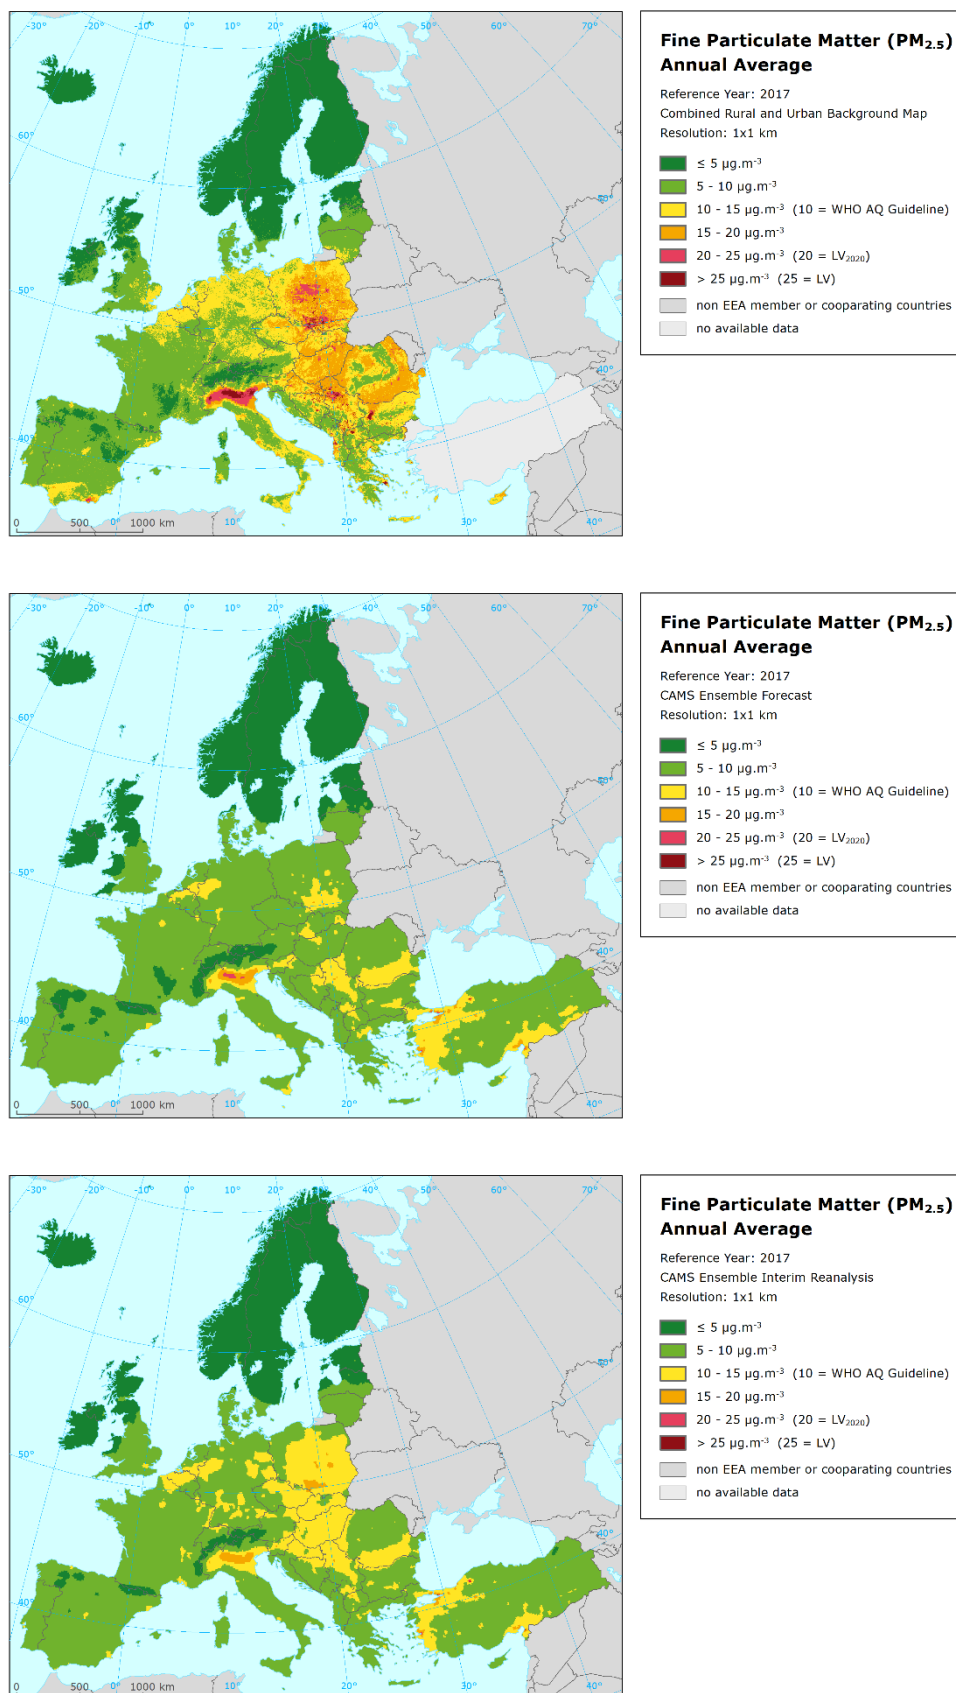 -30° -20° -10° 0° 10° 20° 30° 40° 50° 60° 70°
60°
60°
50°
50°
40°
40°
0 500 1000 km
0° 10° 20° 30° 40°
Fine Particulate Matter (PM2.5)
Annual Average
Reference Year: 2017
Combined Rural and Urban Background Map
Resolution: 1x1 km
≤ 5 µg.m-3
5 - 10 µg.m-3
10 - 15 µg.m-3 (10 = WHO AQ Guideline)
15 - 20 µg.m-3
20 - 25 µg.m-3 (20 = LV2020)
> 25 µg.m-3 (25 = LV)
non EEA member or cooparating countries
no available data
-30° -20° -10° 0° 10° 20° 30° 40° 50° 60° 70°
60°
60°
50°
50°
40°
40°
0 500 1000 km
0° 10° 20° 30° 40°
Fine Particulate Matter (PM2.5)
Annual Average
Reference Year: 2017
CAMS Ensemble Forecast
Resolution: 1x1 km
≤ 5 µg.m-3
5 - 10 µg.m-3
10 - 15 µg.m-3 (10 = WHO AQ Guideline)
15 - 20 µg.m-3
20 - 25 µg.m-3 (20 = LV2020)
> 25 µg.m-3 (25 = LV)
non EEA member or cooparating countries
no available data
-30° -20° -10° 0° 10° 20° 30° 40° 50° 60° 70°
60°
60°
50°
50°
40°
40°
0 500 1000 km
0° 10° 20° 30° 40°
Fine Particulate Matter (PM2.5)
Annual Average
Reference Year: 2017
CAMS Ensemble Interim Reanalysis
Resolution: 1x1 km
≤ 5 µg.m-3
5 - 10 µg.m-3
10 - 15 µg.m-3 (10 = WHO AQ Guideline)
15 - 20 µg.m-3
20 - 25 µg.m-3 (20 = LV2020)
> 25 µg.m-3 (25 = LV)
non EEA member or cooparating countries
no available data